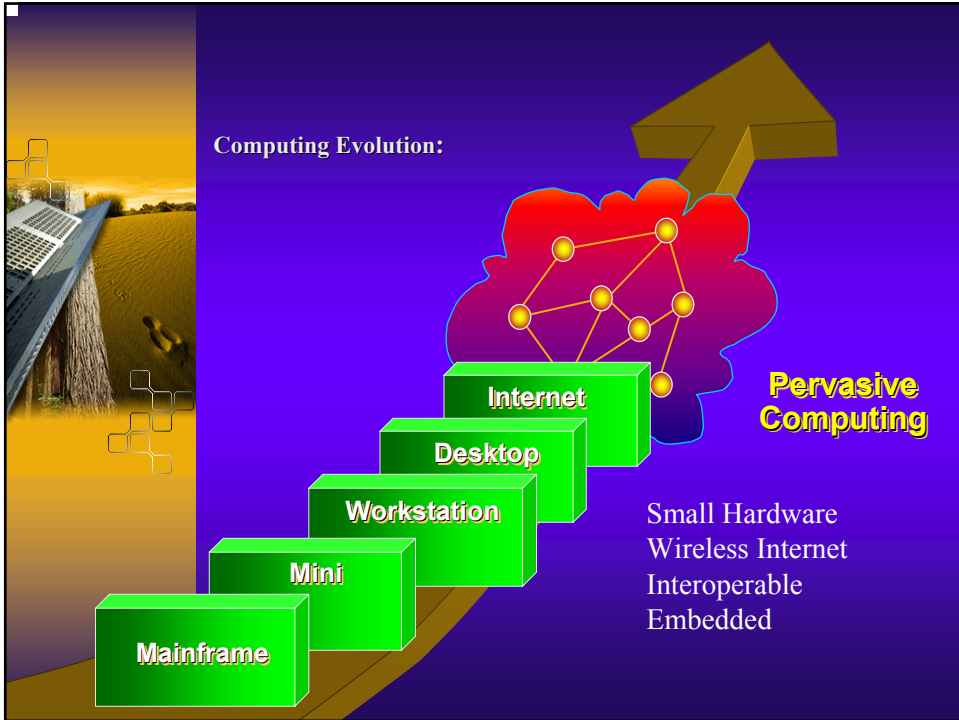 Computing Evolution:
Internet
Desktop
Workstation
Mini
Mainframe
Pervasive
Computing
Small Hardware
Wireless Internet
Interoperable
Embedded